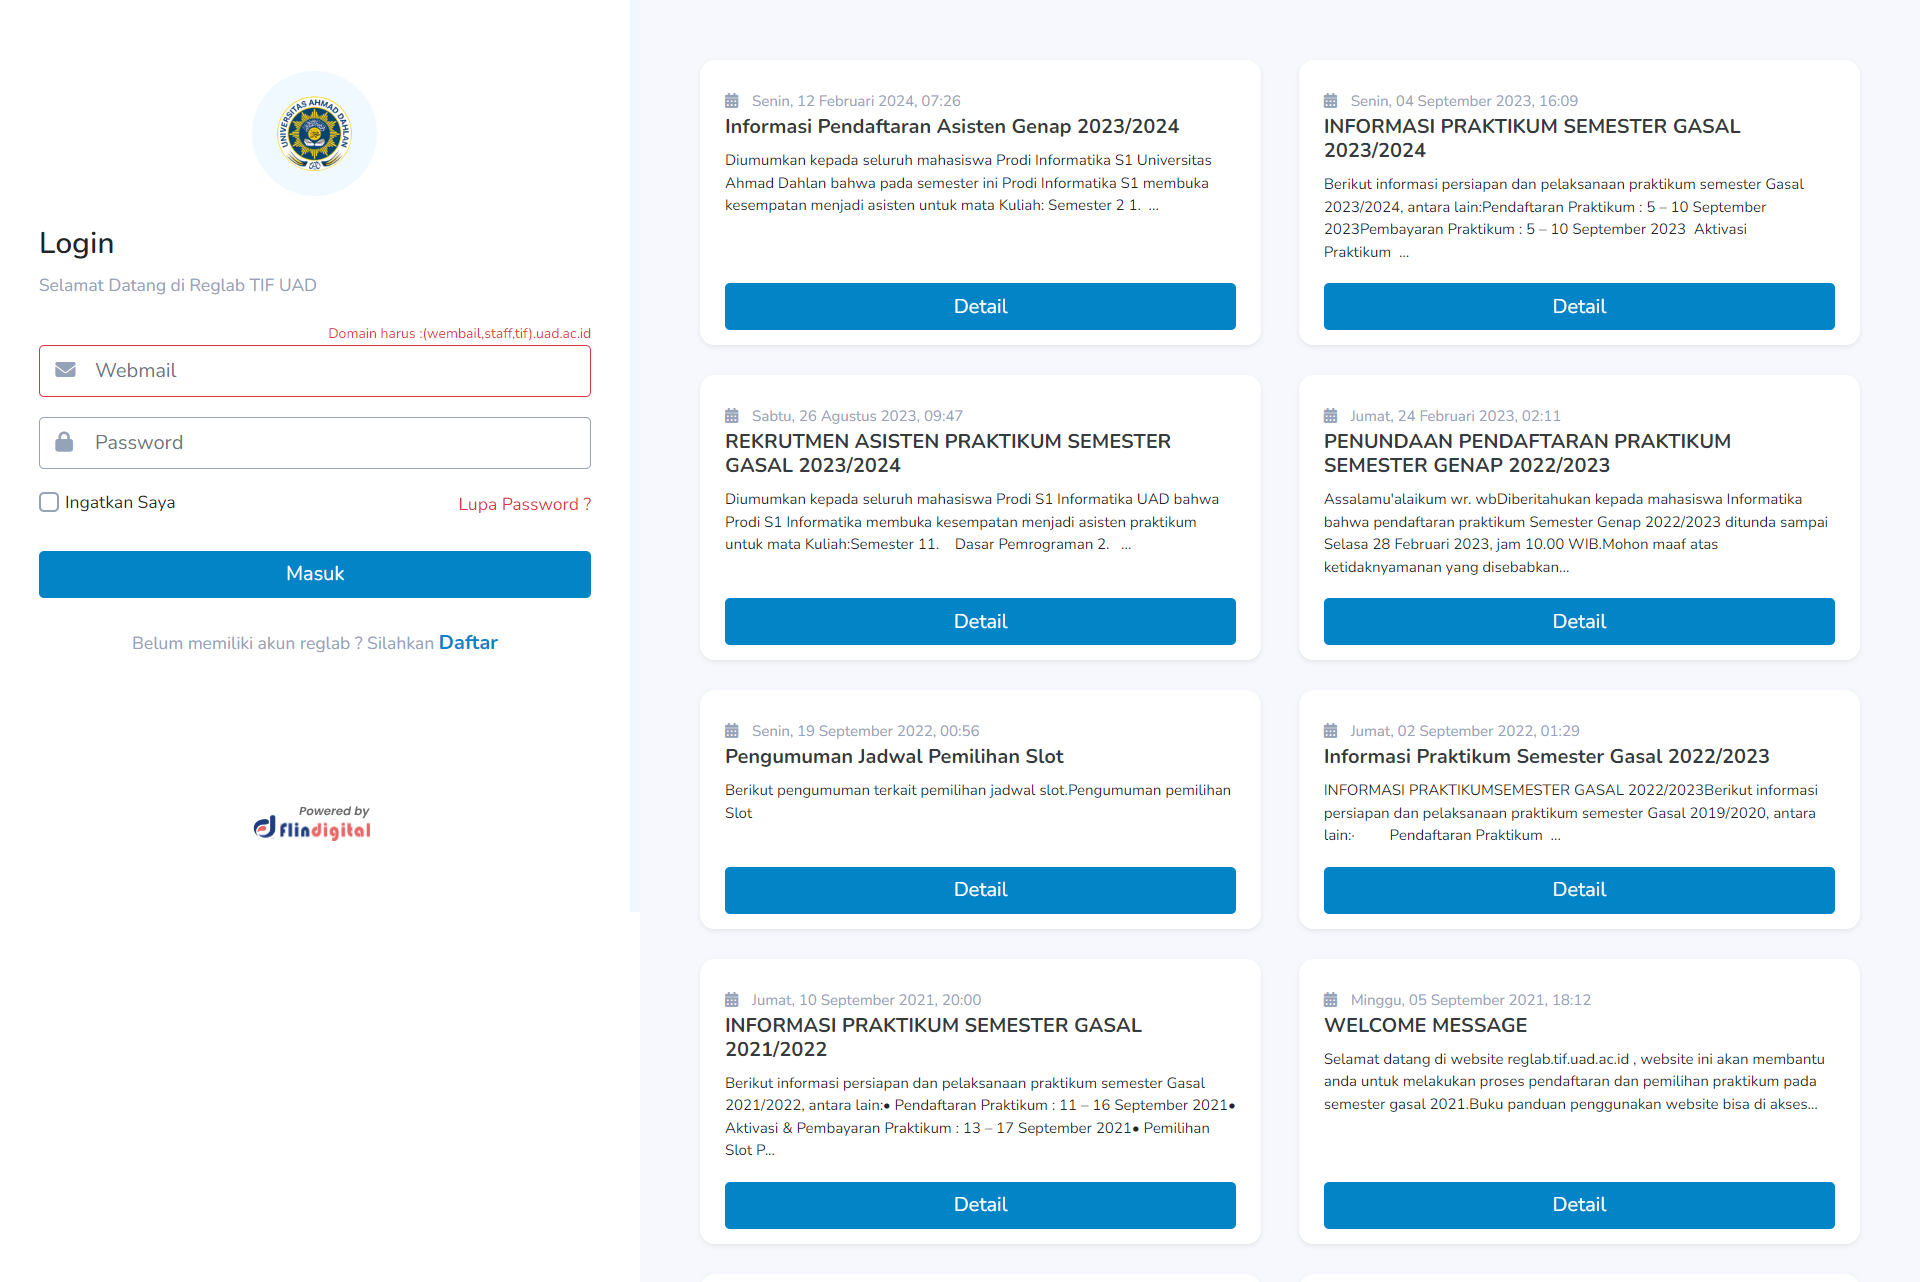 UNIVERSITAS AHMAD DAHLAN
Login
Selamat Datang di Reglab TIF UAD
Domain harus :(wembail,staff,tif).uad.ac.id
Webmail
Password
Ingatkan Saya
Lupa Password ?
Masuk
Belum memiliki akun reglab ? Silahkan Daftar
Powered by
flindigital
Senin, 12 Februari 2024, 07:26
Informasi Pendaftaran Asisten Genap 2023/2024
Diumumkan kepada seluruh mahasiswa Prodi Informatika S1 Universitas
Ahmad Dahlan bahwa pada semester ini Prodi Informatika S1 membuka
kesempatan menjadi asisten untuk mata Kuliah: Semester 2 1.  ...
Detail
Senin, 04 September 2023, 16:09
INFORMASI PRAKTIKUM SEMESTER GASAL
2023/2024
Berikut informasi persiapan dan pelaksanaan praktikum semester Gasal
2023/2024, antara lain:Pendaftaran Praktikum : 5 – 10 September
2023Pembayaran Praktikum : 5 – 10 September 2023  Aktivasi
Praktikum  ...
Detail
Sabtu, 26 Agustus 2023, 09:47
REKRUTMEN ASISTEN PRAKTIKUM SEMESTER
GASAL 2023/2024
Diumumkan kepada seluruh mahasiswa Prodi S1 Informatika UAD bahwa
Prodi S1 Informatika membuka kesempatan menjadi asisten praktikum
untuk mata Kuliah:Semester 11.    Dasar Pemrograman 2.   ...
Detail
Jumat, 24 Februari 2023, 02:11
PENUNDAAN PENDAFTARAN PRAKTIKUM
SEMESTER GENAP 2022/2023
Assalamu'alaikum wr. wbDiberitahukan kepada mahasiswa Informatika
bahwa pendaftaran praktikum Semester Genap 2022/2023 ditunda sampai
Selasa 28 Februari 2023, jam 10.00 WIB.Mohon maaf atas
ketidaknyamanan yang disebabkan...
Detail
Senin, 19 September 2022, 00:56
Pengumuman Jadwal Pemilihan Slot
Berikut pengumuman terkait pemilihan jadwal slot.Pengumuman pemilihan
Slot
Detail
Jumat, 02 September 2022, 01:29
Informasi Praktikum Semester Gasal 2022/2023
INFORMASI PRAKTIKUMSEMESTER GASAL 2022/2023Berikut informasi
persiapan dan pelaksanaan praktikum semester Gasal 2019/2020, antara
lain:·        Pendaftaran Praktikum  ...
Detail
Jumat, 10 September 2021, 20:00
INFORMASI PRAKTIKUM SEMESTER GASAL
2021/2022
Berikut informasi persiapan dan pelaksanaan praktikum semester Gasal
2021/2022, antara lain:● Pendaftaran Praktikum : 11 – 16 September 2021●
Aktivasi & Pembayaran Praktikum : 13 – 17 September 2021● Pemilihan
Slot P...
Detail
Minggu, 05 September 2021, 18:12
WELCOME MESSAGE
Selamat datang di website reglab.tif.uad.ac.id , website ini akan membantu
anda untuk melakukan proses pendaftaran dan pemilihan praktikum pada
semester gasal 2021.Buku panduan penggunakan website bisa di akses...
Detail